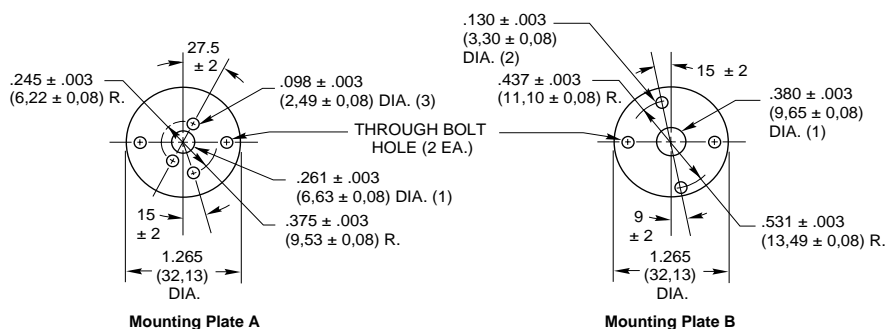 27.5
± 2
.245 ± .003
(6,22 ± 0,08) R.
.098 ± .003
(2,49 ± 0,08) DIA. (3)
THROUGH BOLT
HOLE (2 EA.)
.261 ± .003
(6,63 ± 0,08) DIA. (1)
15
± 2
.375 ± .003
(9,53 ± 0,08) R.
1.265
(32,13)
DIA.
Mounting Plate A
.130 ± .003
(3,30 ± 0,08)
DIA. (2)
15 ± 2
.437 ± .003
(11,10 ± 0,08) R.
.380 ± .003
(9,65 ± 0,08)
DIA. (1)
9
± 2
.531 ± .003
(13,49 ± 0,08) R.
1.265
(32,13)
DIA.
Mounting Plate B